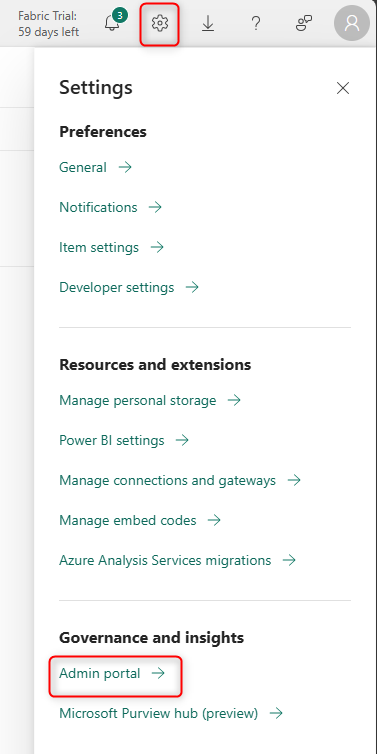 Fabric Trial:
59 days left
3
?
Settings
Preferences
General
Notifications
Item settings
Developer settings
Resources and extensions
Manage personal storage
Power BI settings
Manage connections and gateways
Manage embed codes
Azure Analysis Services migrations
Governance and insights
Admin portal
Microsoft Purview hub (preview)